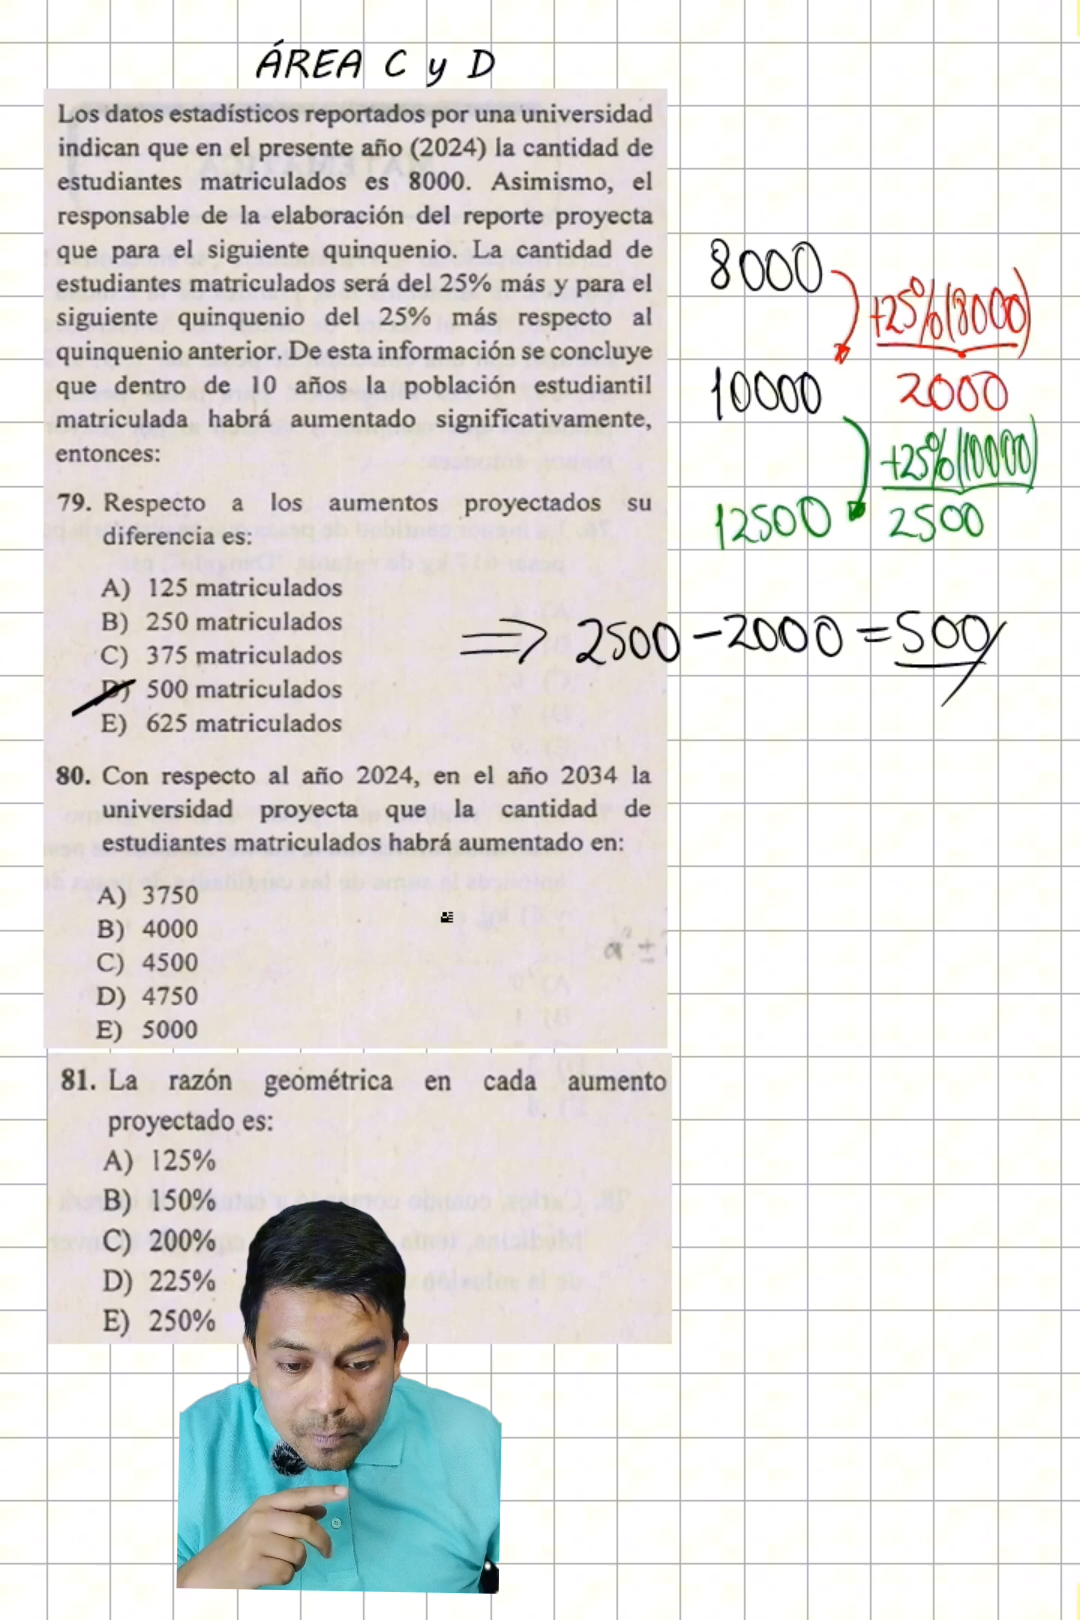 ÁREA C y D
Los datos estadísticos reportados por una universidad
indican que en el presente año (2024) la cantidad de
estudiantes matriculados es 8000. Asimismo, el
responsable de la elaboración del reporte proyecta
que para el siguiente quinquenio. La cantidad de
estudiantes matriculados será del 25% más y para el
siguiente quinquenio del 25% más respecto al
quinquenio anterior. De esta información se concluye
que dentro de 10 años la población estudiantil
matriculada habrá aumentado significativamente,
entonces:
79. Respecto a los aumentos proyectados su
diferencia es:
A) 125 matriculados
B) 250 matriculados
C) 375 matriculados
D) 500 matriculados
E) 625 matriculados
80. Con respecto al año 2024, en el año 2034 la
universidad proyecta que la cantidad de
estudiantes matriculados habrá aumentado en:
A) 3750
B) 4000
C) 4500
D) 4750
E) 5000
81. La razón geométrica en cada aumento
proyectado es:
A) 125%
B) 150%
C) 200%
D) 225%
E) 250%
8000
+25%(8000)
10000
2000
+25%(10000)
12500
2500
⇒ 2500 - 2000 = 500